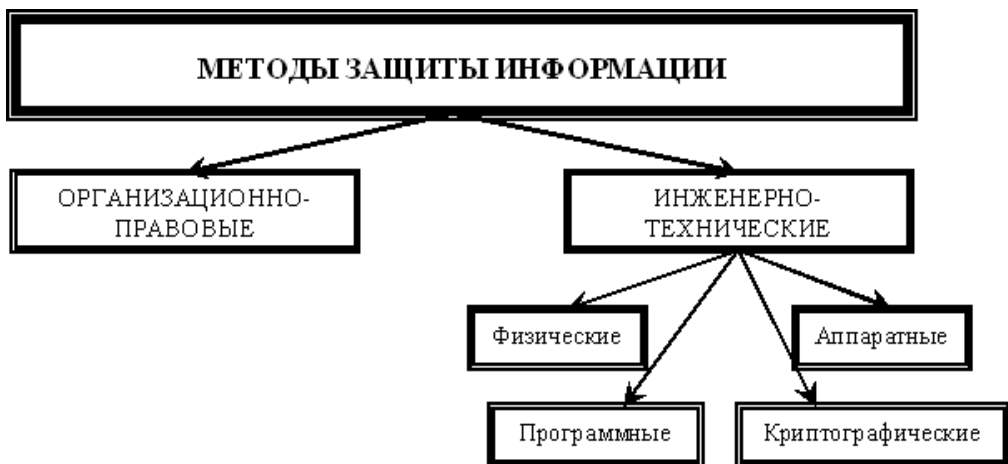 МЕТОДЫ ЗАЩИТЫ ИНФОРМАЦИИ
ОРГАНИЗАЦИОННО-
ПРАВОВЫЕ
ИНЖЕНЕРНО-
ТЕХНИЧЕСКИЕ
Физические
Аппаратные
Программные
Криптографические